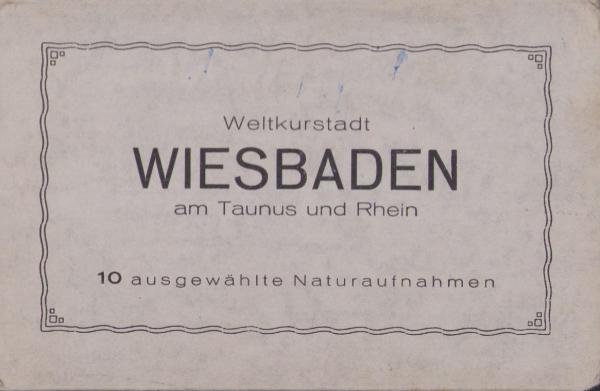 Weltkurstadt
WIESBADEN
am Taunus und Rhein
10 ausgewählte Naturaufnahmen